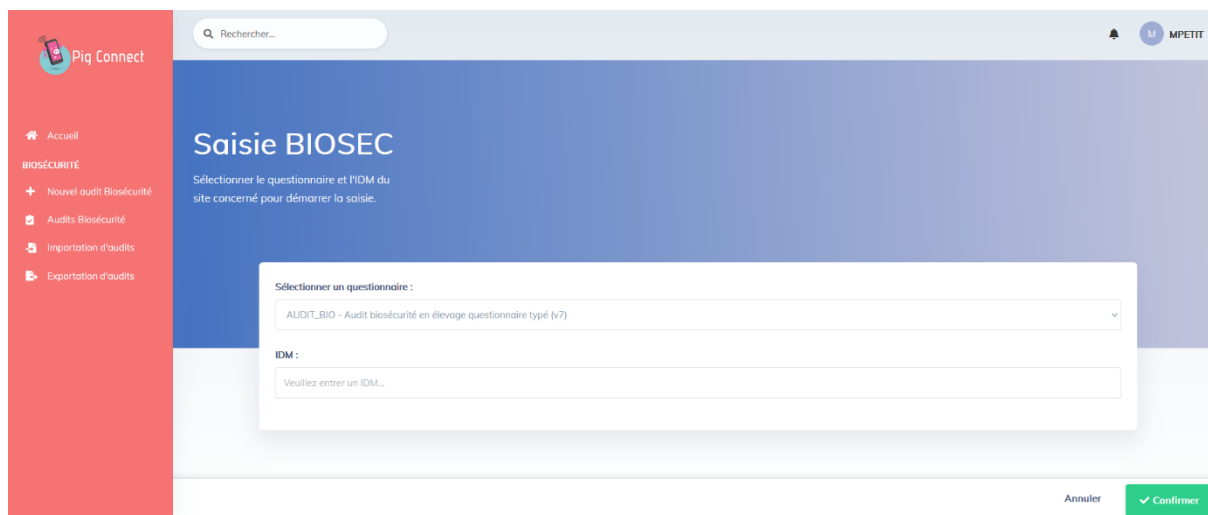 Pig Connect
Rechercher...
M MPETIT
Accueil
BIOSÉCURITÉ
Nouvel audit Biosécurité
Audits Biosécurité
Importation d'audits
Exportation d'audits
Saisie BIOSEC
Sélectionner le questionnaire et l'IDM du
site concerné pour démarrer la saisie.
Sélectionner un questionnaire :
AUDIT_BIO - Audit biosécurité en élevage questionnaire typé (v7)
IDM :
Veuillez entrer un IDM...
Annuler
Confirmer